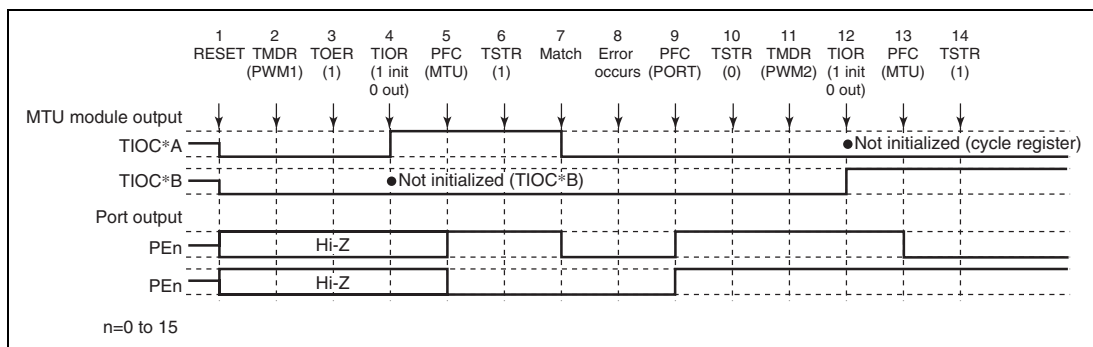 1 2 3 4 5 6 7 8 9 10 11 12 13 14
RESET TMDR TOER TIOR PFC TSTR Match Error PFC TSTR TMDR TIOR PFC TSTR
(PWM1) (1) (1 init (MTU) (1) occurs (PORT) (0) (PWM2) (1 init (MTU) (1)
0 out) 0 out)
MTU module output
TIOC*A
●Not initialized (cycle register)
TIOC*B
●Not initialized (TIOC*B)
Port output
PEn
Hi-Z
PEn
Hi-Z
n=0 to 15